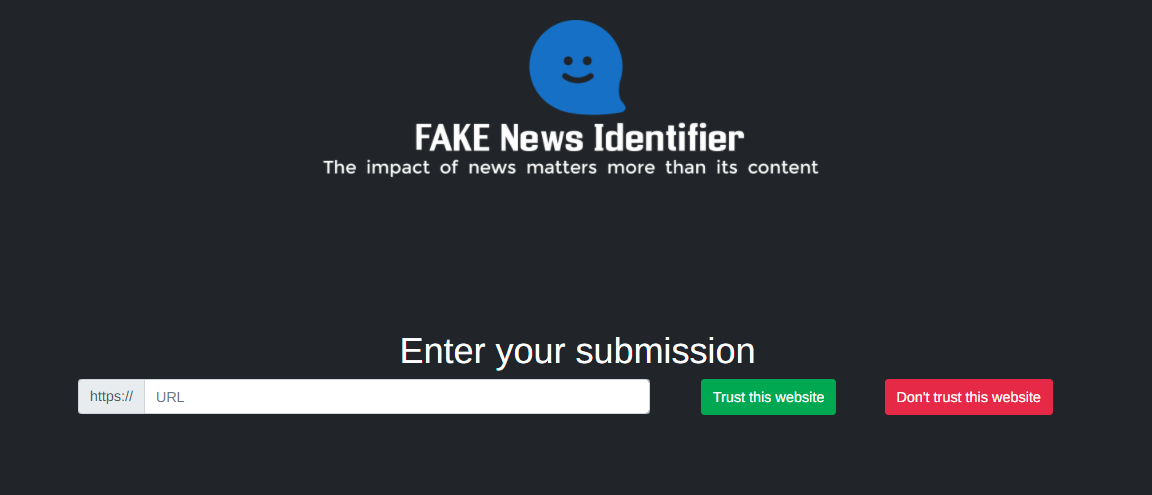 FAKE News Identifier
The impact of news matters more than its content
Enter your submission
https:// URL Trust this website Don't trust this website